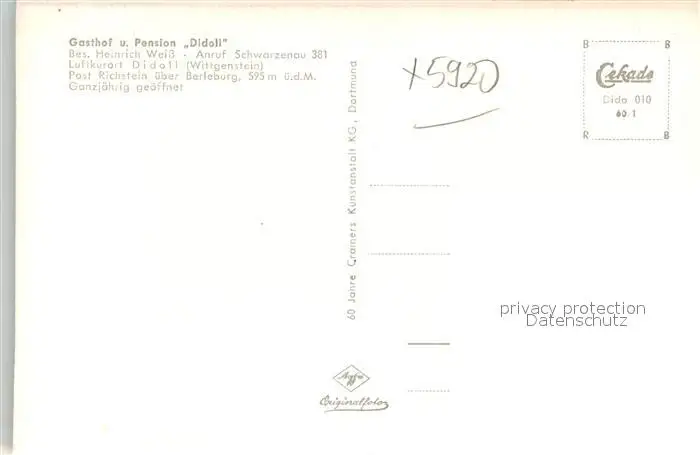 Gasthof u. Pension „Didoll"
Bes. Heinrich Weiß · Anruf Schwarzenau 381
Luftkurort Didoll (Wittgenstein)
Post Richstein über Berleburg, 595 m ü.d.M.
Ganzjährig geöffnet
x5920
60 Jahre Cramers Kunstanstalt KG, Dortmund
B B
Cekade
Dido 010
60/1
R B
privacy protection
Datenschutz
Agfa
Originalfoto